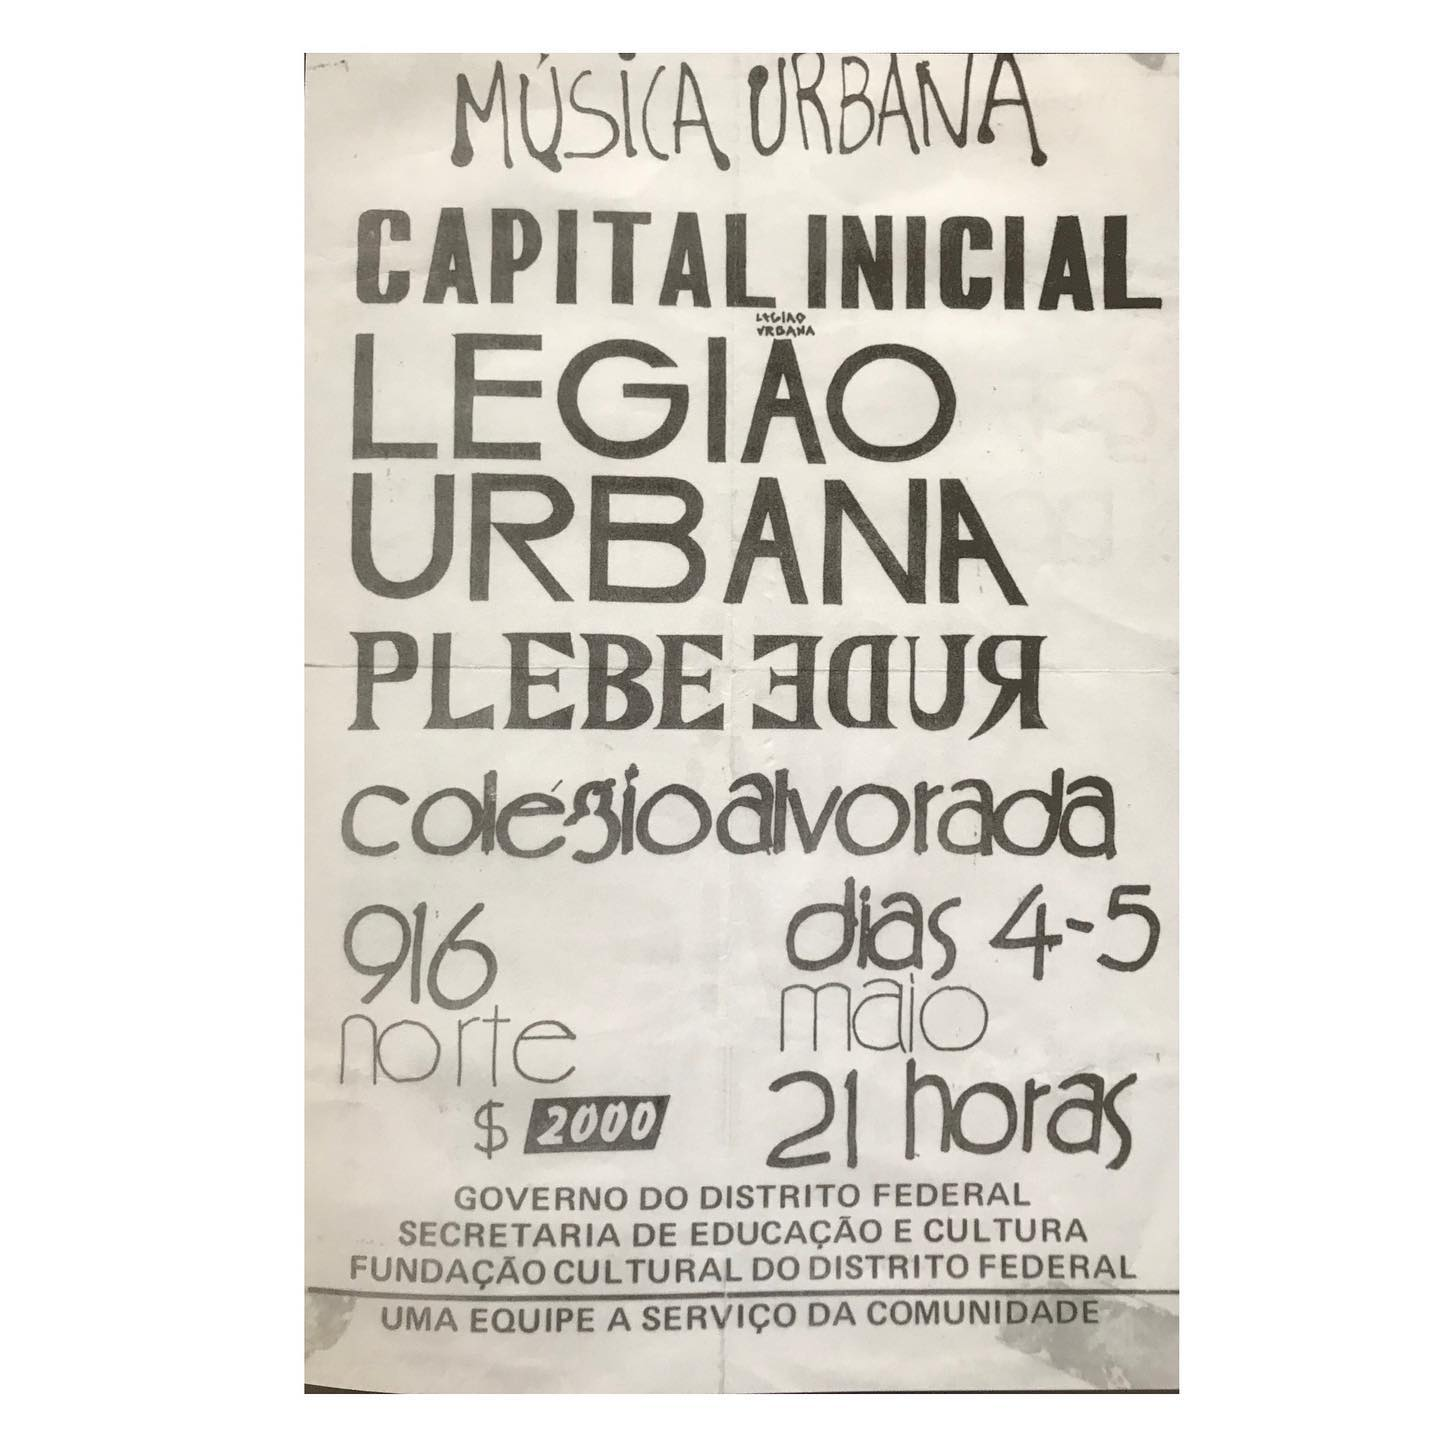 MÚSICA URBANA
CAPITAL INICIAL
LEGIAO
URBANA
LEGIÃO
URBANA
PLEBE RUDE
colégio alvorada
916
norte
$ 2000
dias 4-5
maio
21 horas
GOVERNO DO DISTRITO FEDERAL
SECRETARIA DE EDUCAÇÃO E CULTURA
FUNDAÇÃO CULTURAL DO DISTRITO FEDERAL
UMA EQUIPE A SERVIÇO DA COMUNIDADE